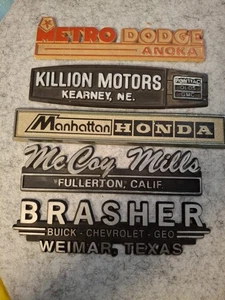 METRO DODGE
ANOKA
KILLION MOTORS
KEARNEY, NE.
PONTIAC
GMC
Manhattan HONDA
McCoy Mills
FULLERTON, CALIF
BRASHER
BUICK - CHEVROLET - GEO
WEIMAR, TEXAS